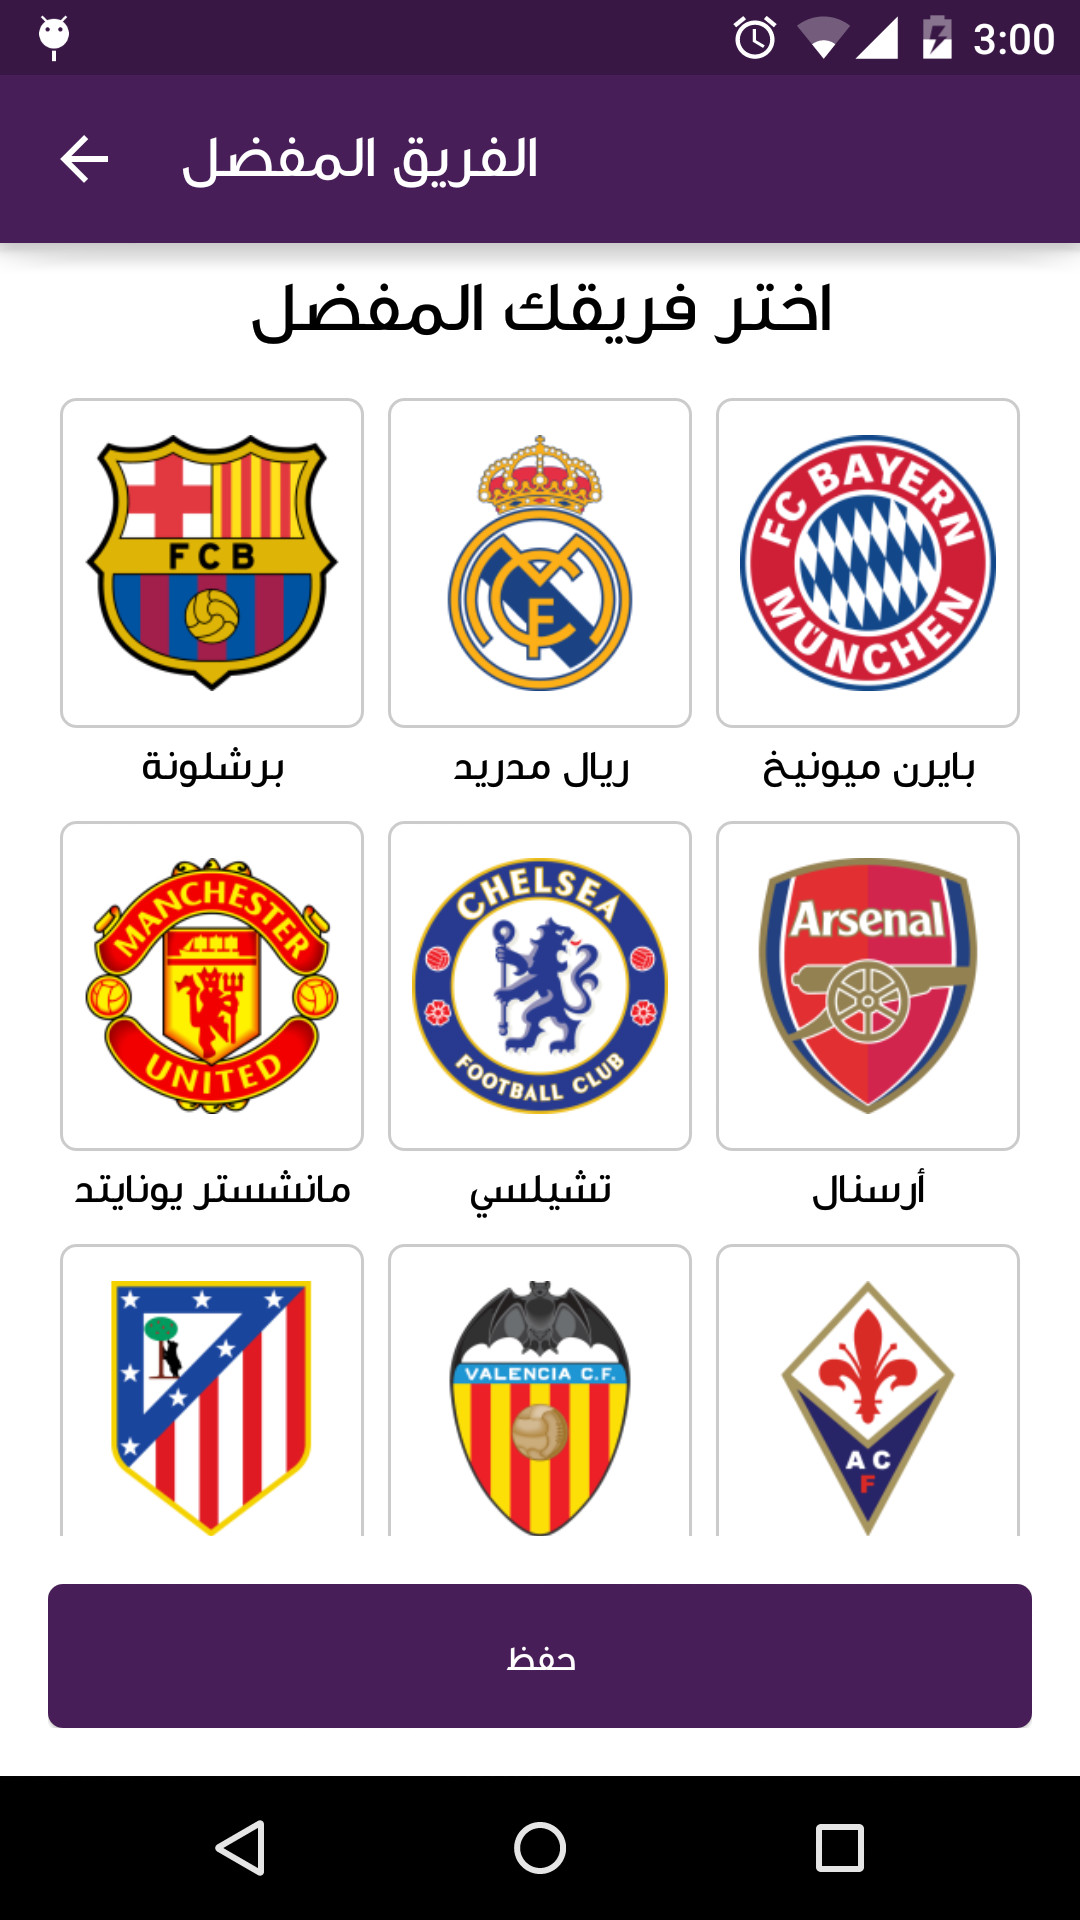 3:00
الفريق المفضل
اختر فريقك المفضل
FCB
FC BAYERN
MÜNCHEN
برشلونة
ريال مدريد
بايرن ميونيخ
MANCHESTER
UNITED
CHELSEA
FOOTBALL CLUB
Arsenal
مانشستر يونايتد
تشيلسي
أرسنال
VALENCIA C.F.
AC
F
حفظ